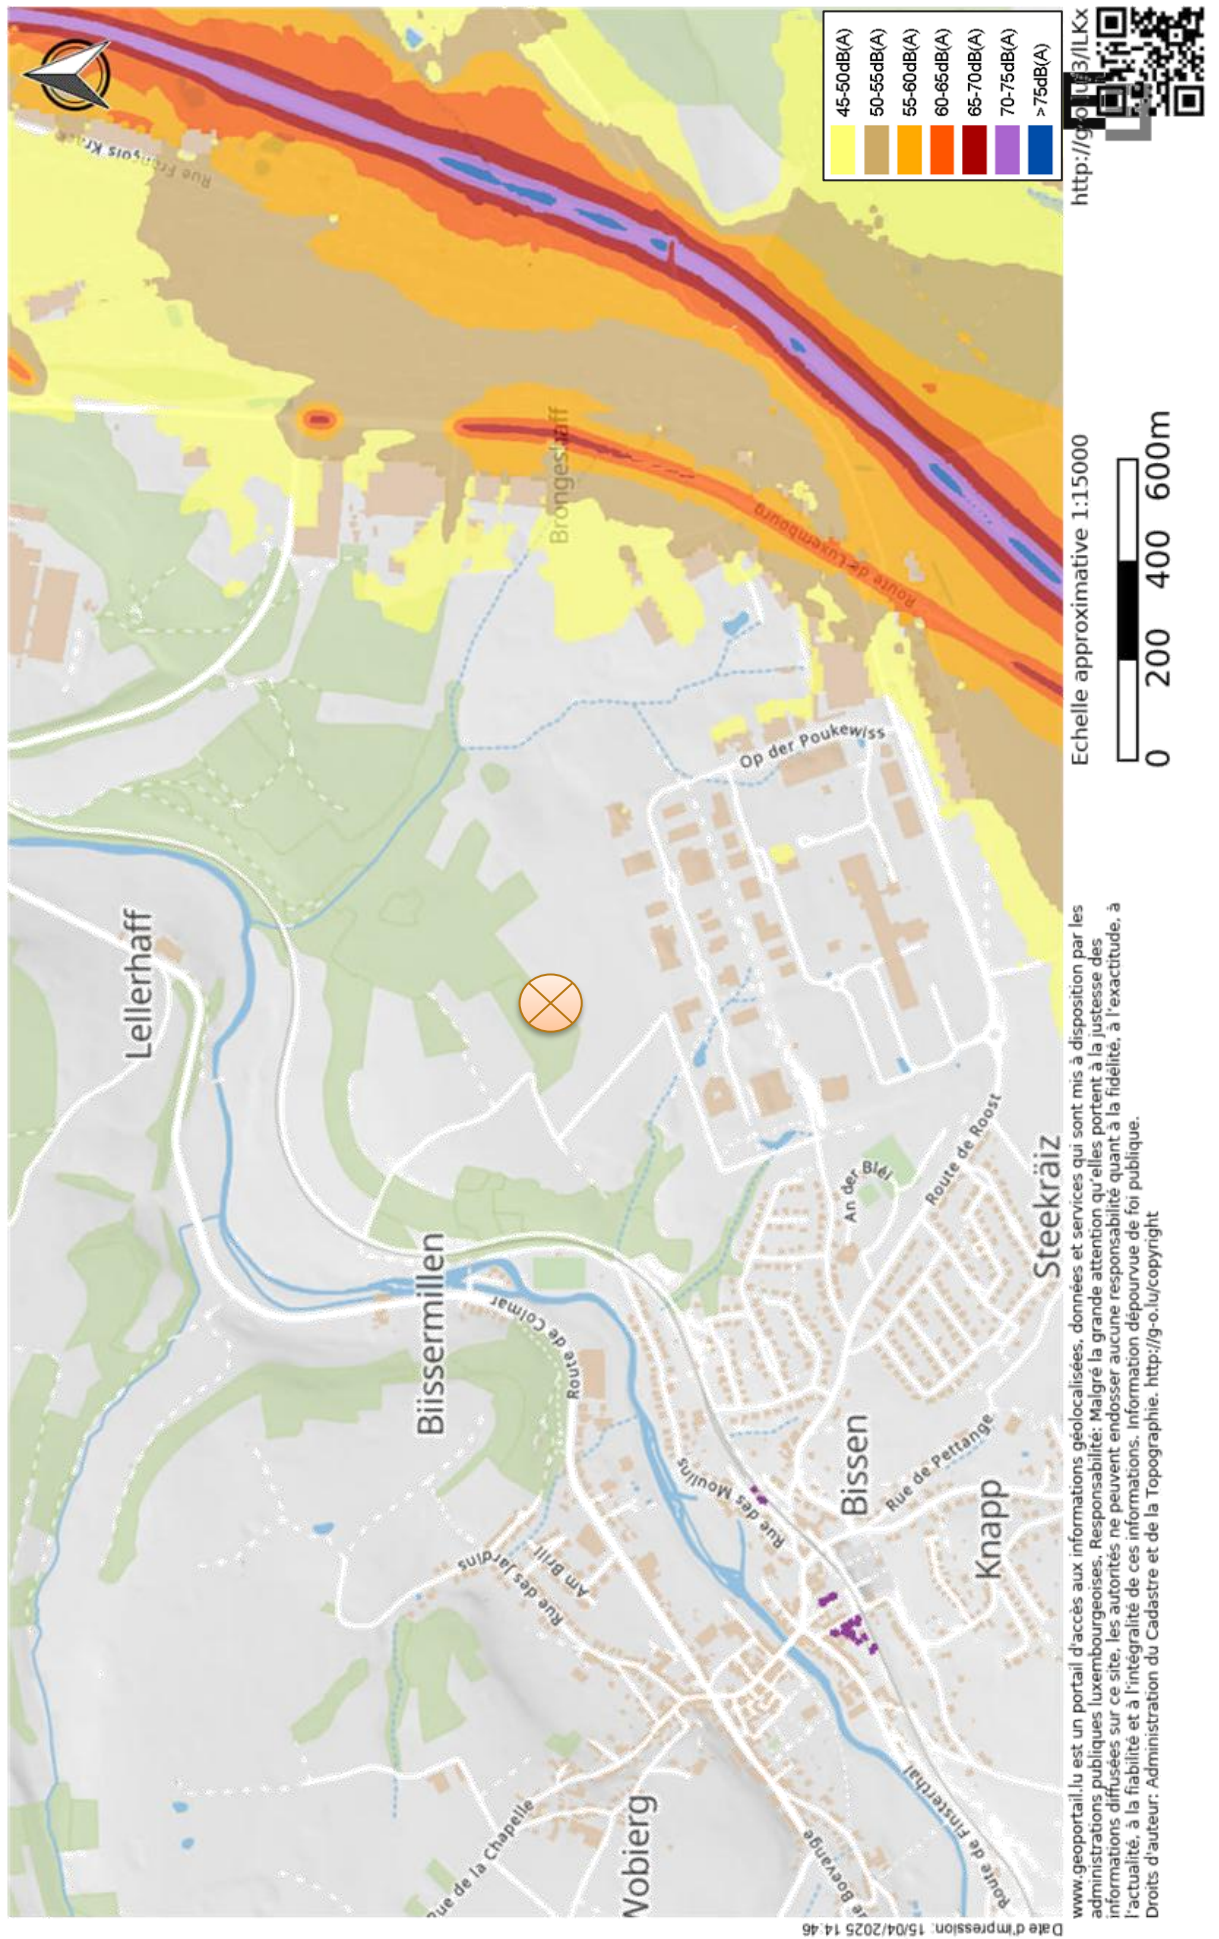 Rue François Krack
Lellerhaff
Brongeshaff
Route de Luxembourg
Op der Poukewiss
Biissermillen
Route de Colmar
An der Bléi
Route de Roost
Steekräiz
Rue des Moulins
Bissen
Rue de Pettange
Knapp
Rue des Jardins
Am Brill
Rue de la Chapelle
Wobierg
ue Boevange
Route de Finsterthal
45-50dB(A)
50-55dB(A)
55-60dB(A)
60-65dB(A)
65-70dB(A)
70-75dB(A)
>75dB(A)
Date d'impression: 15/04/2025 14:46
www.geoportail.lu est un portail d'accès aux informations géolocalisées, données et services qui sont mis à disposition par les
administrations publiques luxembourgeoises. Responsabilité: Malgré la grande attention qu'elles portent à la justesse des
informations diffusées sur ce site, les autorités ne peuvent endosser aucune responsabilité quant à la fidélité, à l'exactitude, à
l'actualité, à la fiabilité et à l'intégralité de ces informations. Information dépourvue de foi publique.
Droits d'auteur: Administration du Cadastre et de la Topographie. http://g-o.lu/copyright
Echelle approximative 1:15000
0 200 400 600m
http://g-o.lu/3/lLKx